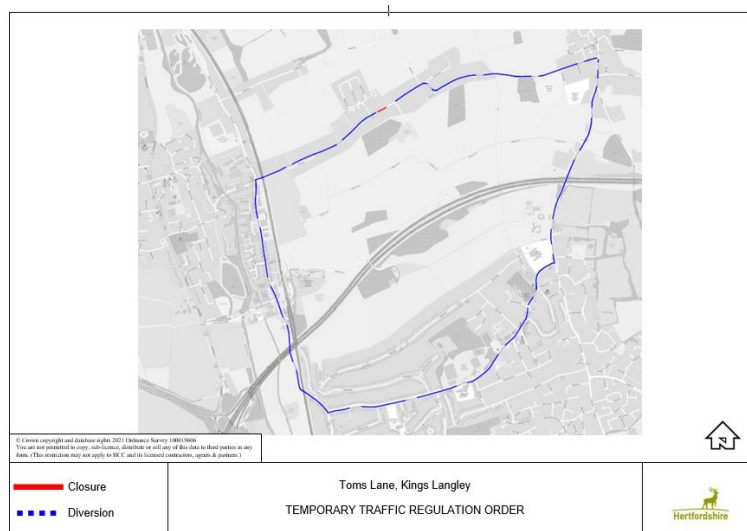 © Crown copyright and database rights 2021 Ordnance Survey 100019606
You are not permitted to copy, sub-licence, distribute or sell any of this data to third parties in any
form. (This restriction may not apply to HCC and its licensed contractors, agents & partners.)
Closure
Diversion
Toms Lane, Kings Langley
TEMPORARY TRAFFIC REGULATION ORDER
N
Hertfordshire